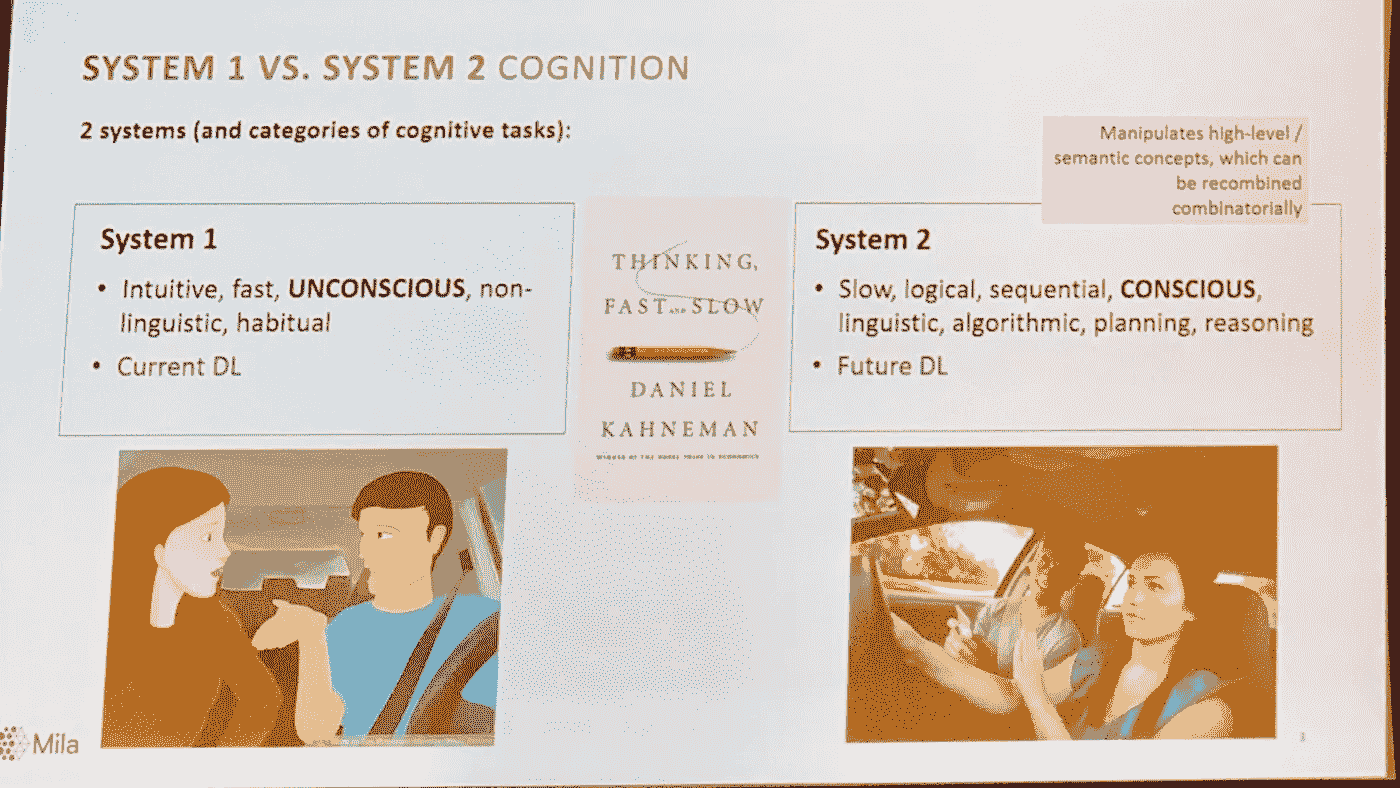 SYSTEM 1 VS. SYSTEM 2 COGNITION
2 systems (and categories of cognitive tasks):
Manipulates high-level /
semantic concepts, which can
be recombined
combinatorially
System 1
• Intuitive, fast, UNCONSCIOUS, non-
linguistic, habitual
• Current DL
THINKING,
FAST AND SLOW
DANIEL
KAHNEMAN
WINNER OF THE NOBEL PRIZE IN ECONOMICS
System 2
• Slow, logical, sequential, CONSCIOUS,
linguistic, algorithmic, planning, reasoning
• Future DL
Mila